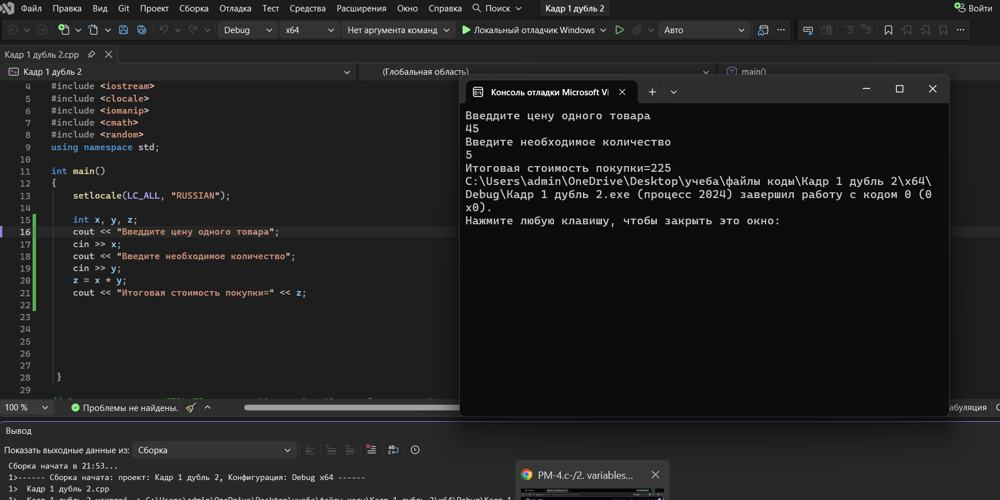 Файл Правка Вид Git Проект Сборка Отладка Тест Средства Расширения Окно Справка Поиск Кадр 1 дубль 2 Войти
Debug x64 Нет аргумента команд Локальный отладчик Windows Авто
Кадр 1 дубль 2.cpp
Кадр 1 дубль 2 (Глобальная область) main()
4 #include <iostream>
5 #include <clocale>
6 #include <iomanip>
7 #include <cmath>
8 #include <random>
9 using namespace std;
10
11 int main()
12 {
13 setlocale(LC_ALL, "RUSSIAN");
14
15 int x, y, z;
16 cout << "Введдите цену одного товара";
17 cin >> x;
18 cout << "Введите необходимое количество";
19 cin >> y;
20 z = x * y;
21 cout << "Итоговая стоимость покупки=" << z;
22
23
24
25
26
27
28 }
29
Консоль отладки Microsoft Vi
Введдите цену одного товара
45
Введите необходимое количество
5
Итоговая стоимость покупки=225
C:\Users\admin\OneDrive\Desktop\учеба\файлы коды\Кадр 1 дубль 2\x64\
Debug\Кадр 1 дубль 2.exe (процесс 2024) завершил работу с кодом 0 (0
x0).
Нажмите любую клавишу, чтобы закрыть это окно:
100 % Проблемы не найдены. абуляция
Вывод
Показать выходные данные из: Сборка
Сборка начата в 21:53...
1>------ Сборка начата: проект: Кадр 1 дубль 2, Конфигурация: Debug x64 ------
1> Кадр 1 дубль 2.cpp
PM-4.c-/2. variables...